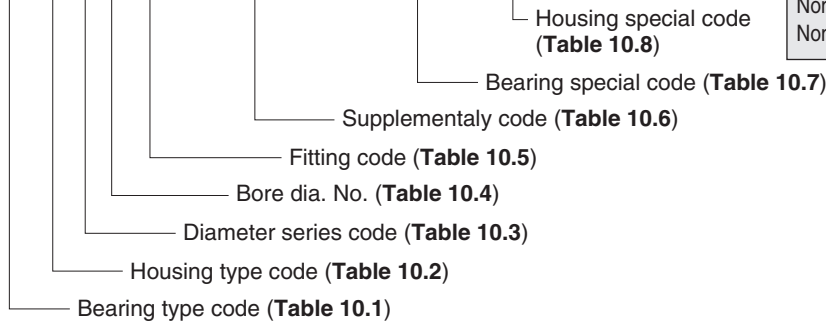 Nor
Nor
Housing special code
(Table 10.8)
Bearing special code (Table 10.7)
Supplementaly code (Table 10.6)
Fitting code (Table 10.5)
Bore dia. No. (Table 10.4)
Diameter series code (Table 10.3)
Housing type code (Table 10.2)
Bearing type code (Table 10.1)